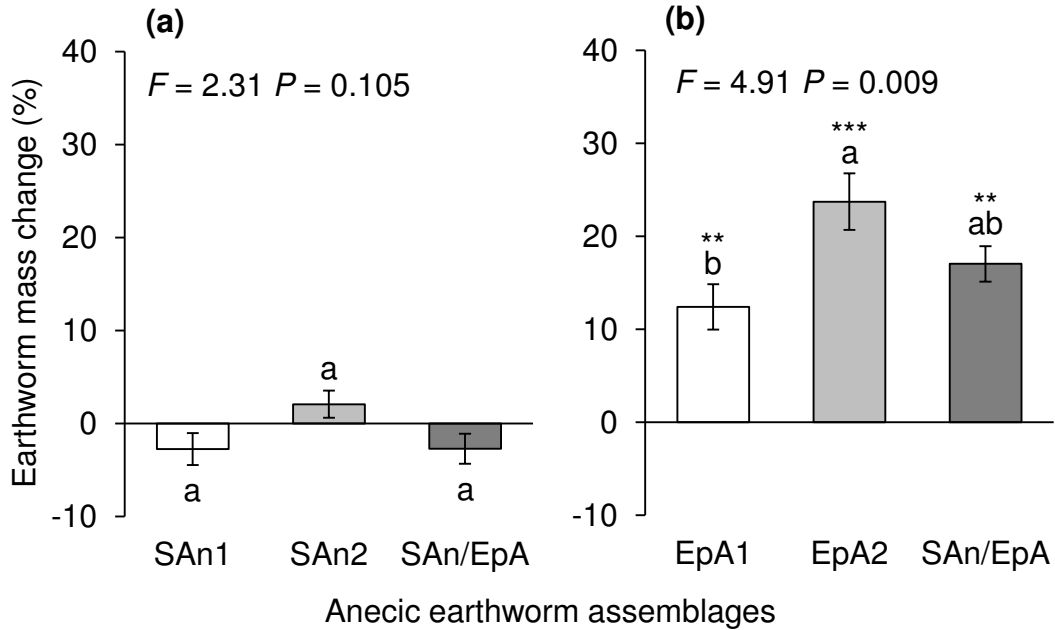 (a)
F = 2.31 P = 0.105
Earthworm mass change (%)
40
30
20
10
0
-10
a
a
a
SAn1 SAn2 SAn/EpA
(b)
F = 4.91 P = 0.009
40
30
20
10
0
-10
**
b
***
a
**
ab
EpA1 EpA2 SAn/EpA
Anecic earthworm assemblages